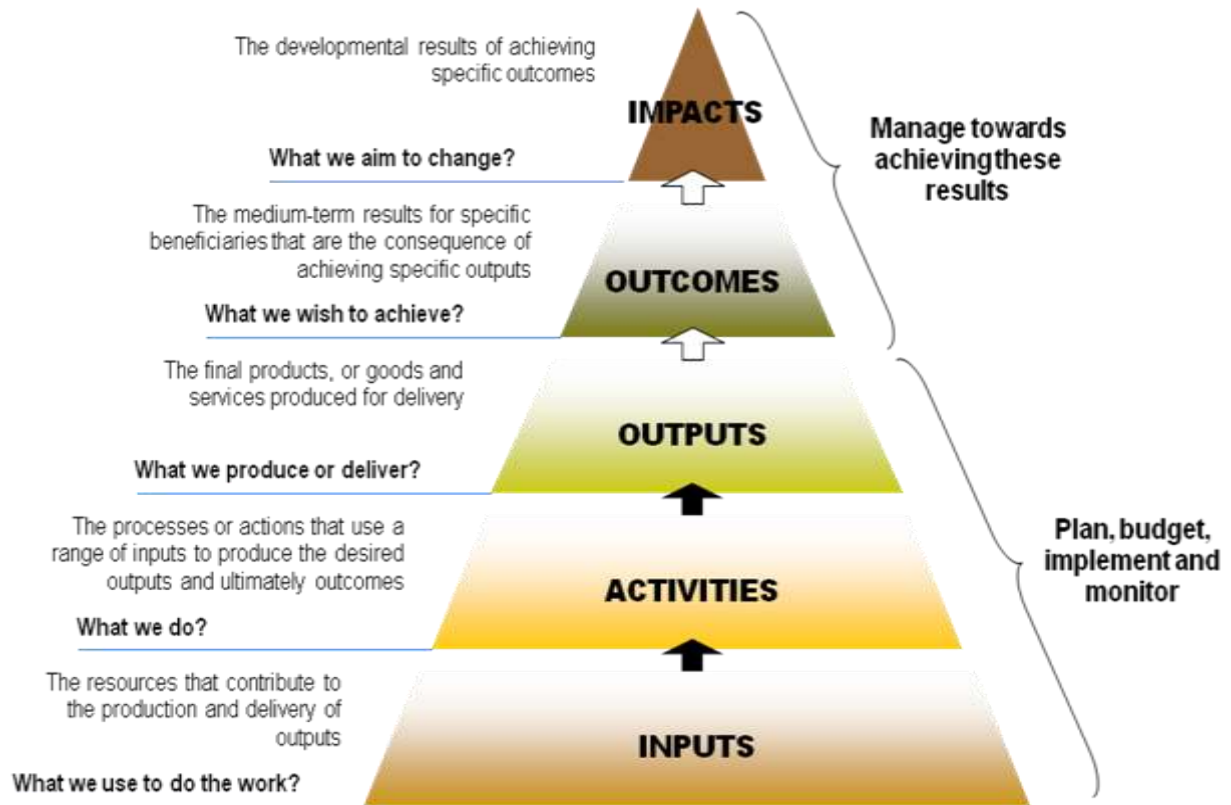 The developmental results of achieving
specific outcomes
IMPACTS
What we aim to change?
Manage towards
achieving these
results
The medium-term results for specific
beneficiaries that are the consequence of
achieving specific outputs
OUTCOMES
What we wish to achieve?
The final products, or goods and
services produced for delivery
OUTPUTS
What we produce or deliver?
The processes or actions that use a
range of inputs to produce the desired
outputs and ultimately outcomes
ACTIVITIES
What we do?
Plan, budget,
implement and
monitor
The resources that contribute to
the production and delivery of
outputs
INPUTS
What we use to do the work?